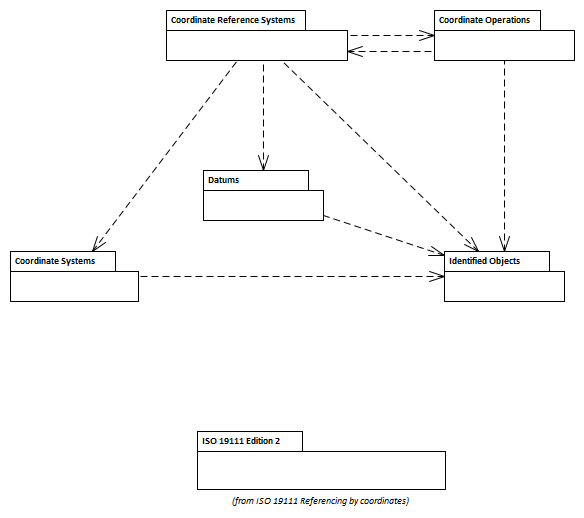 Coordinate Reference Systems
Coordinate Operations
Datums
Coordinate Systems
Identified Objects
ISO 19111 Edition 2
(from ISO 19111 Referencing by coordinates)